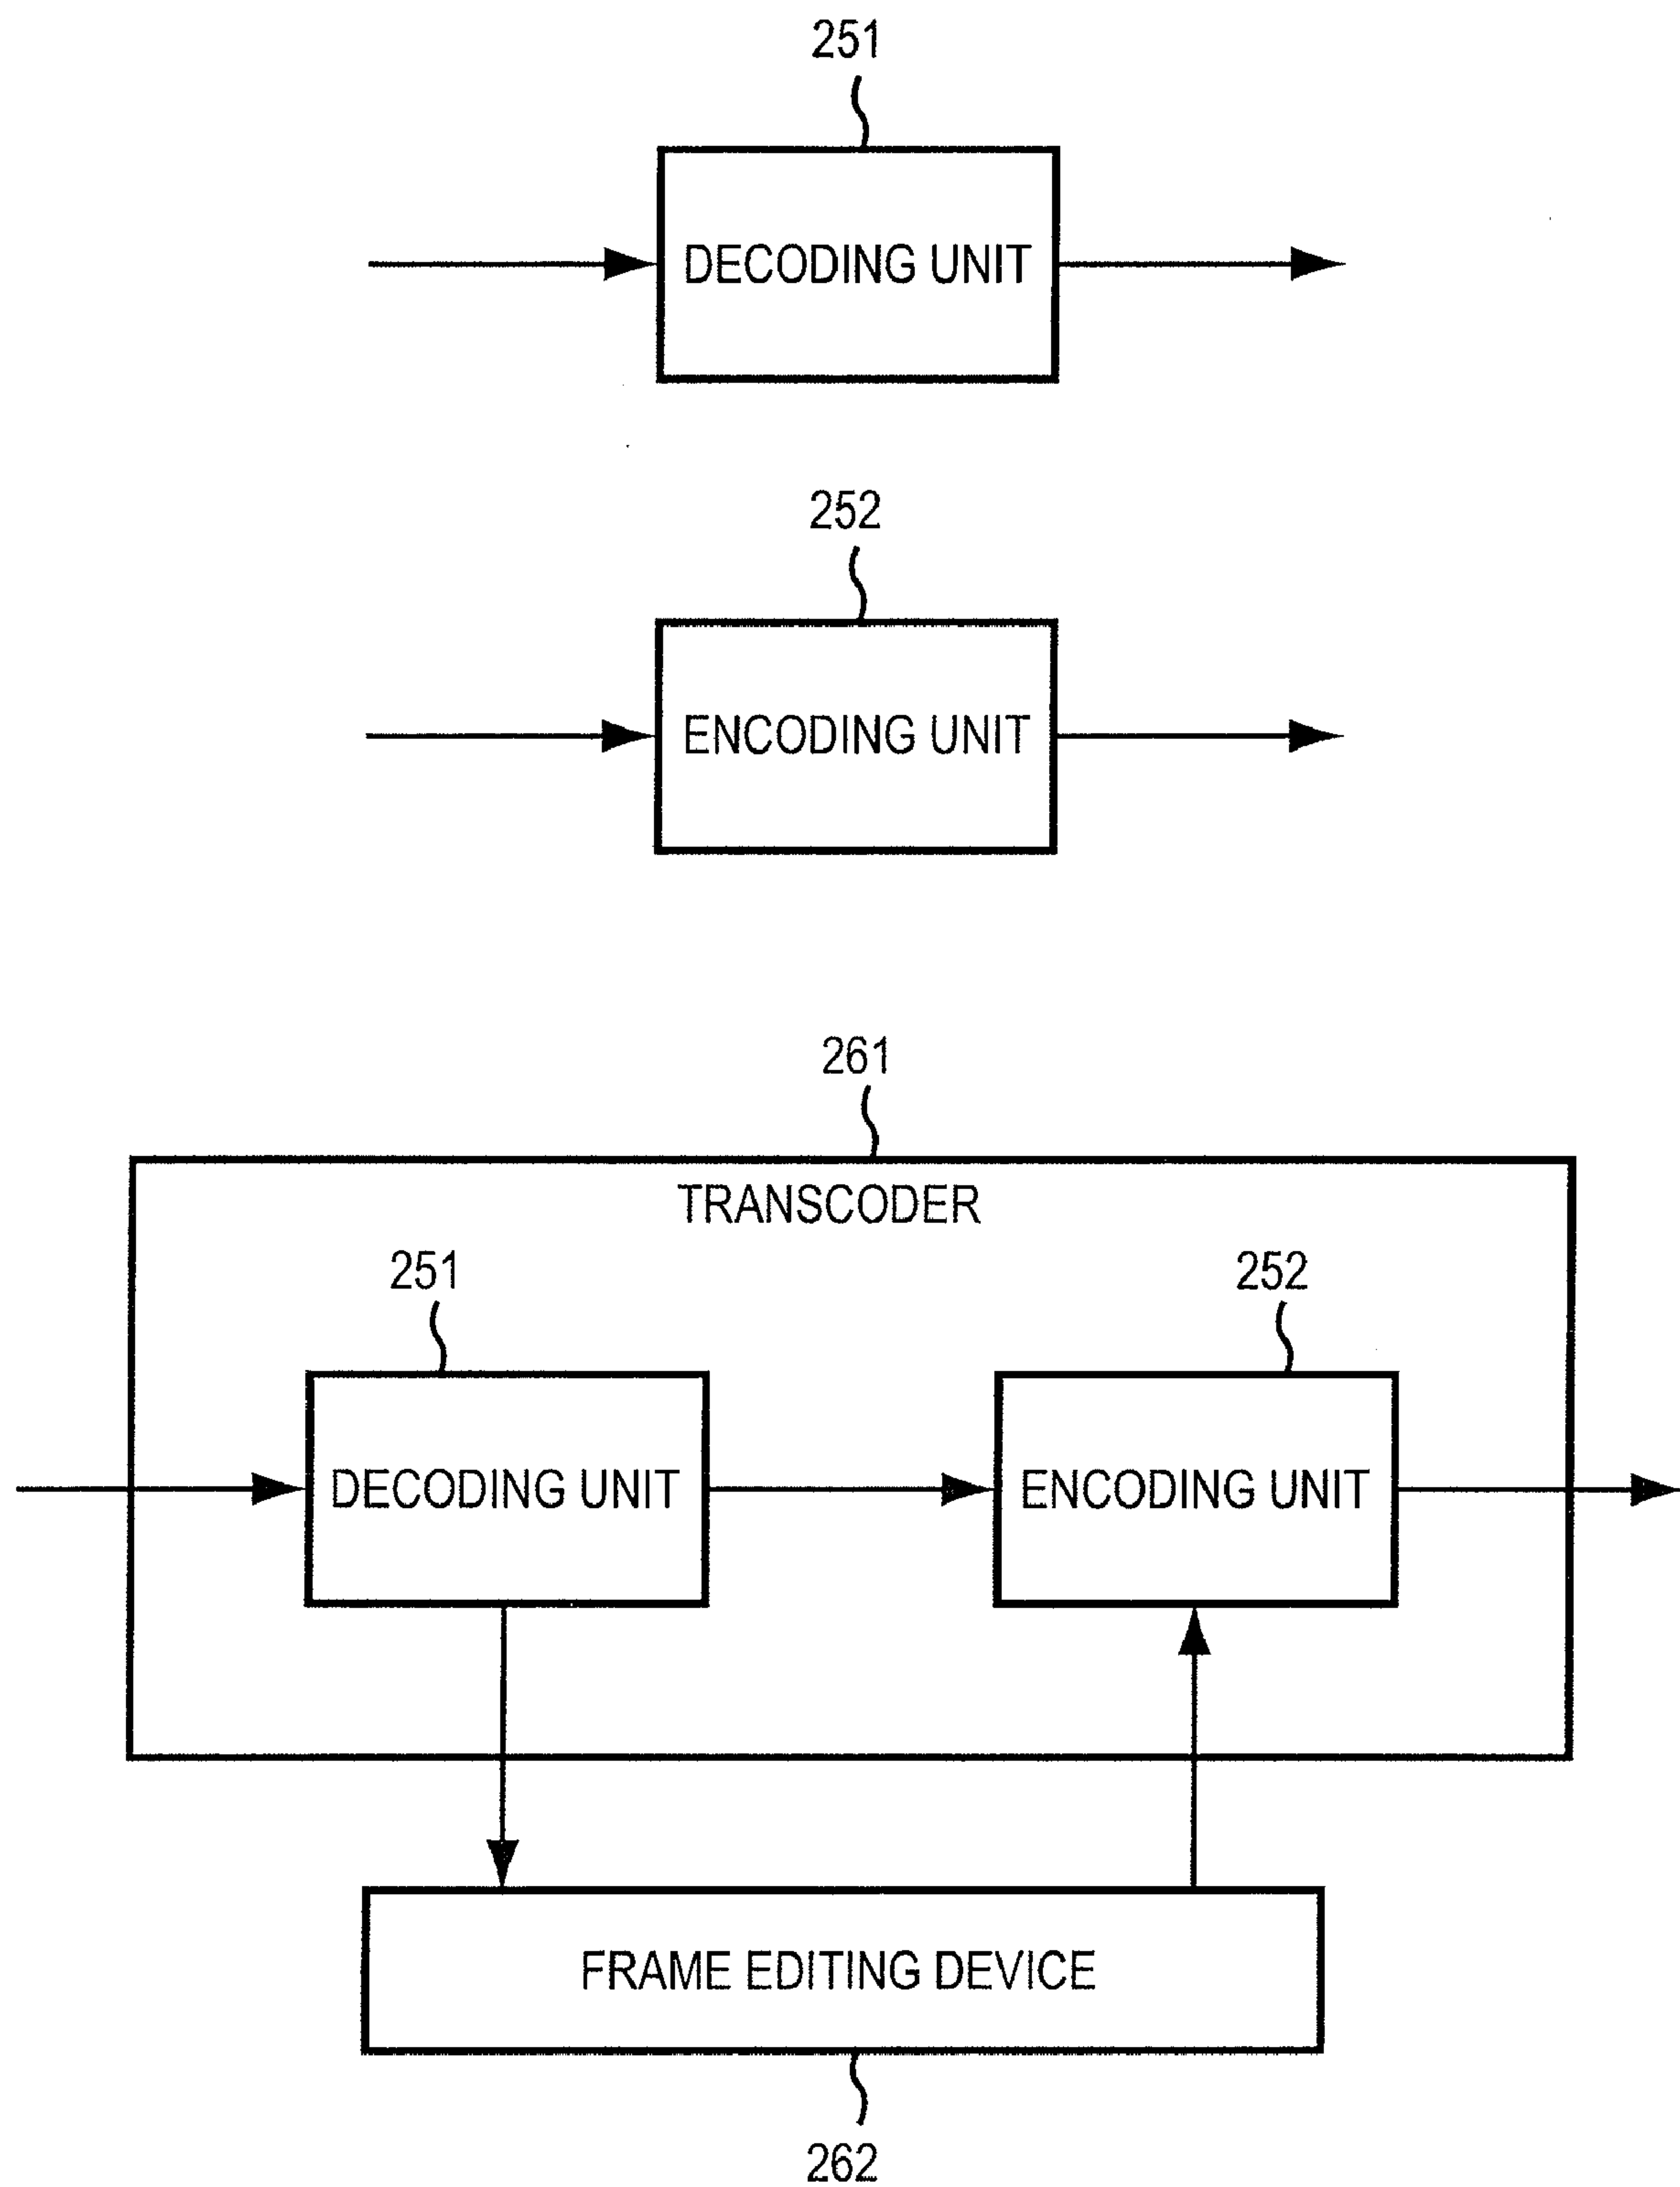 251
DECODING UNIT
252
ENCODING UNIT
261
TRANSCODER
251
252
DECODING UNIT
ENCODING UNIT
FRAME EDITING DEVICE
262